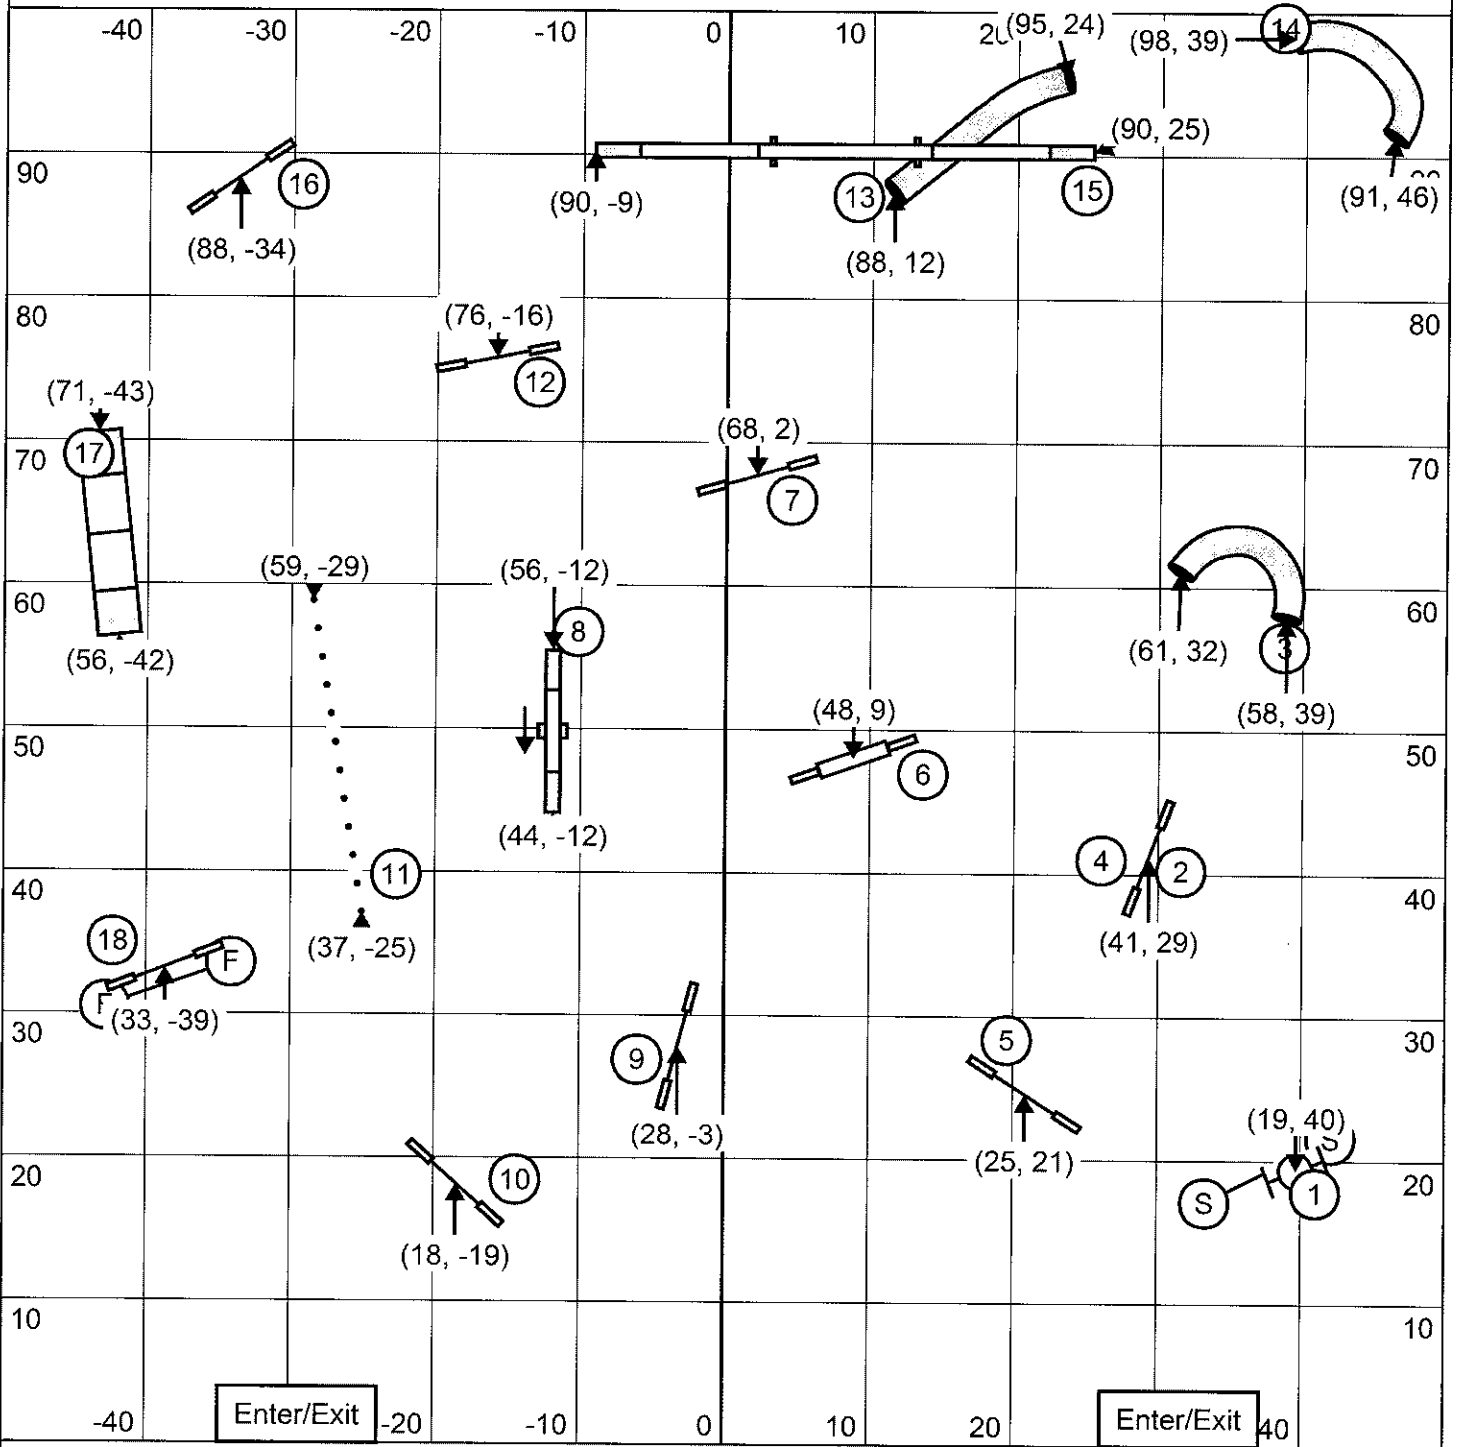 -40 -30 -20 -10 0 10 20 (95, 24) (98, 39) 14
(90, 25)
90 16 (90, -9) 13 15 (91, 46)
(88, -34) (88, 12)
80 (76, -16) 80
12
(71, -43)
17 70 (68, 2) 70
7
(59, -29) (56, -12)
60 8 60
(56, -42) (61, 32) 3
(48, 9) (58, 39)
50 6 50
(44, -12)
40 11 4 2 40
18 (37, -25) (41, 29)
F F
(33, -39)
30 9 5 30
(28, -3) (25, 21) (19, 40) S
20 10 S 1 20
(18, -19)
10 10
-40 Enter/Exit -20 -10 0 10 20 Enter/Exit 40